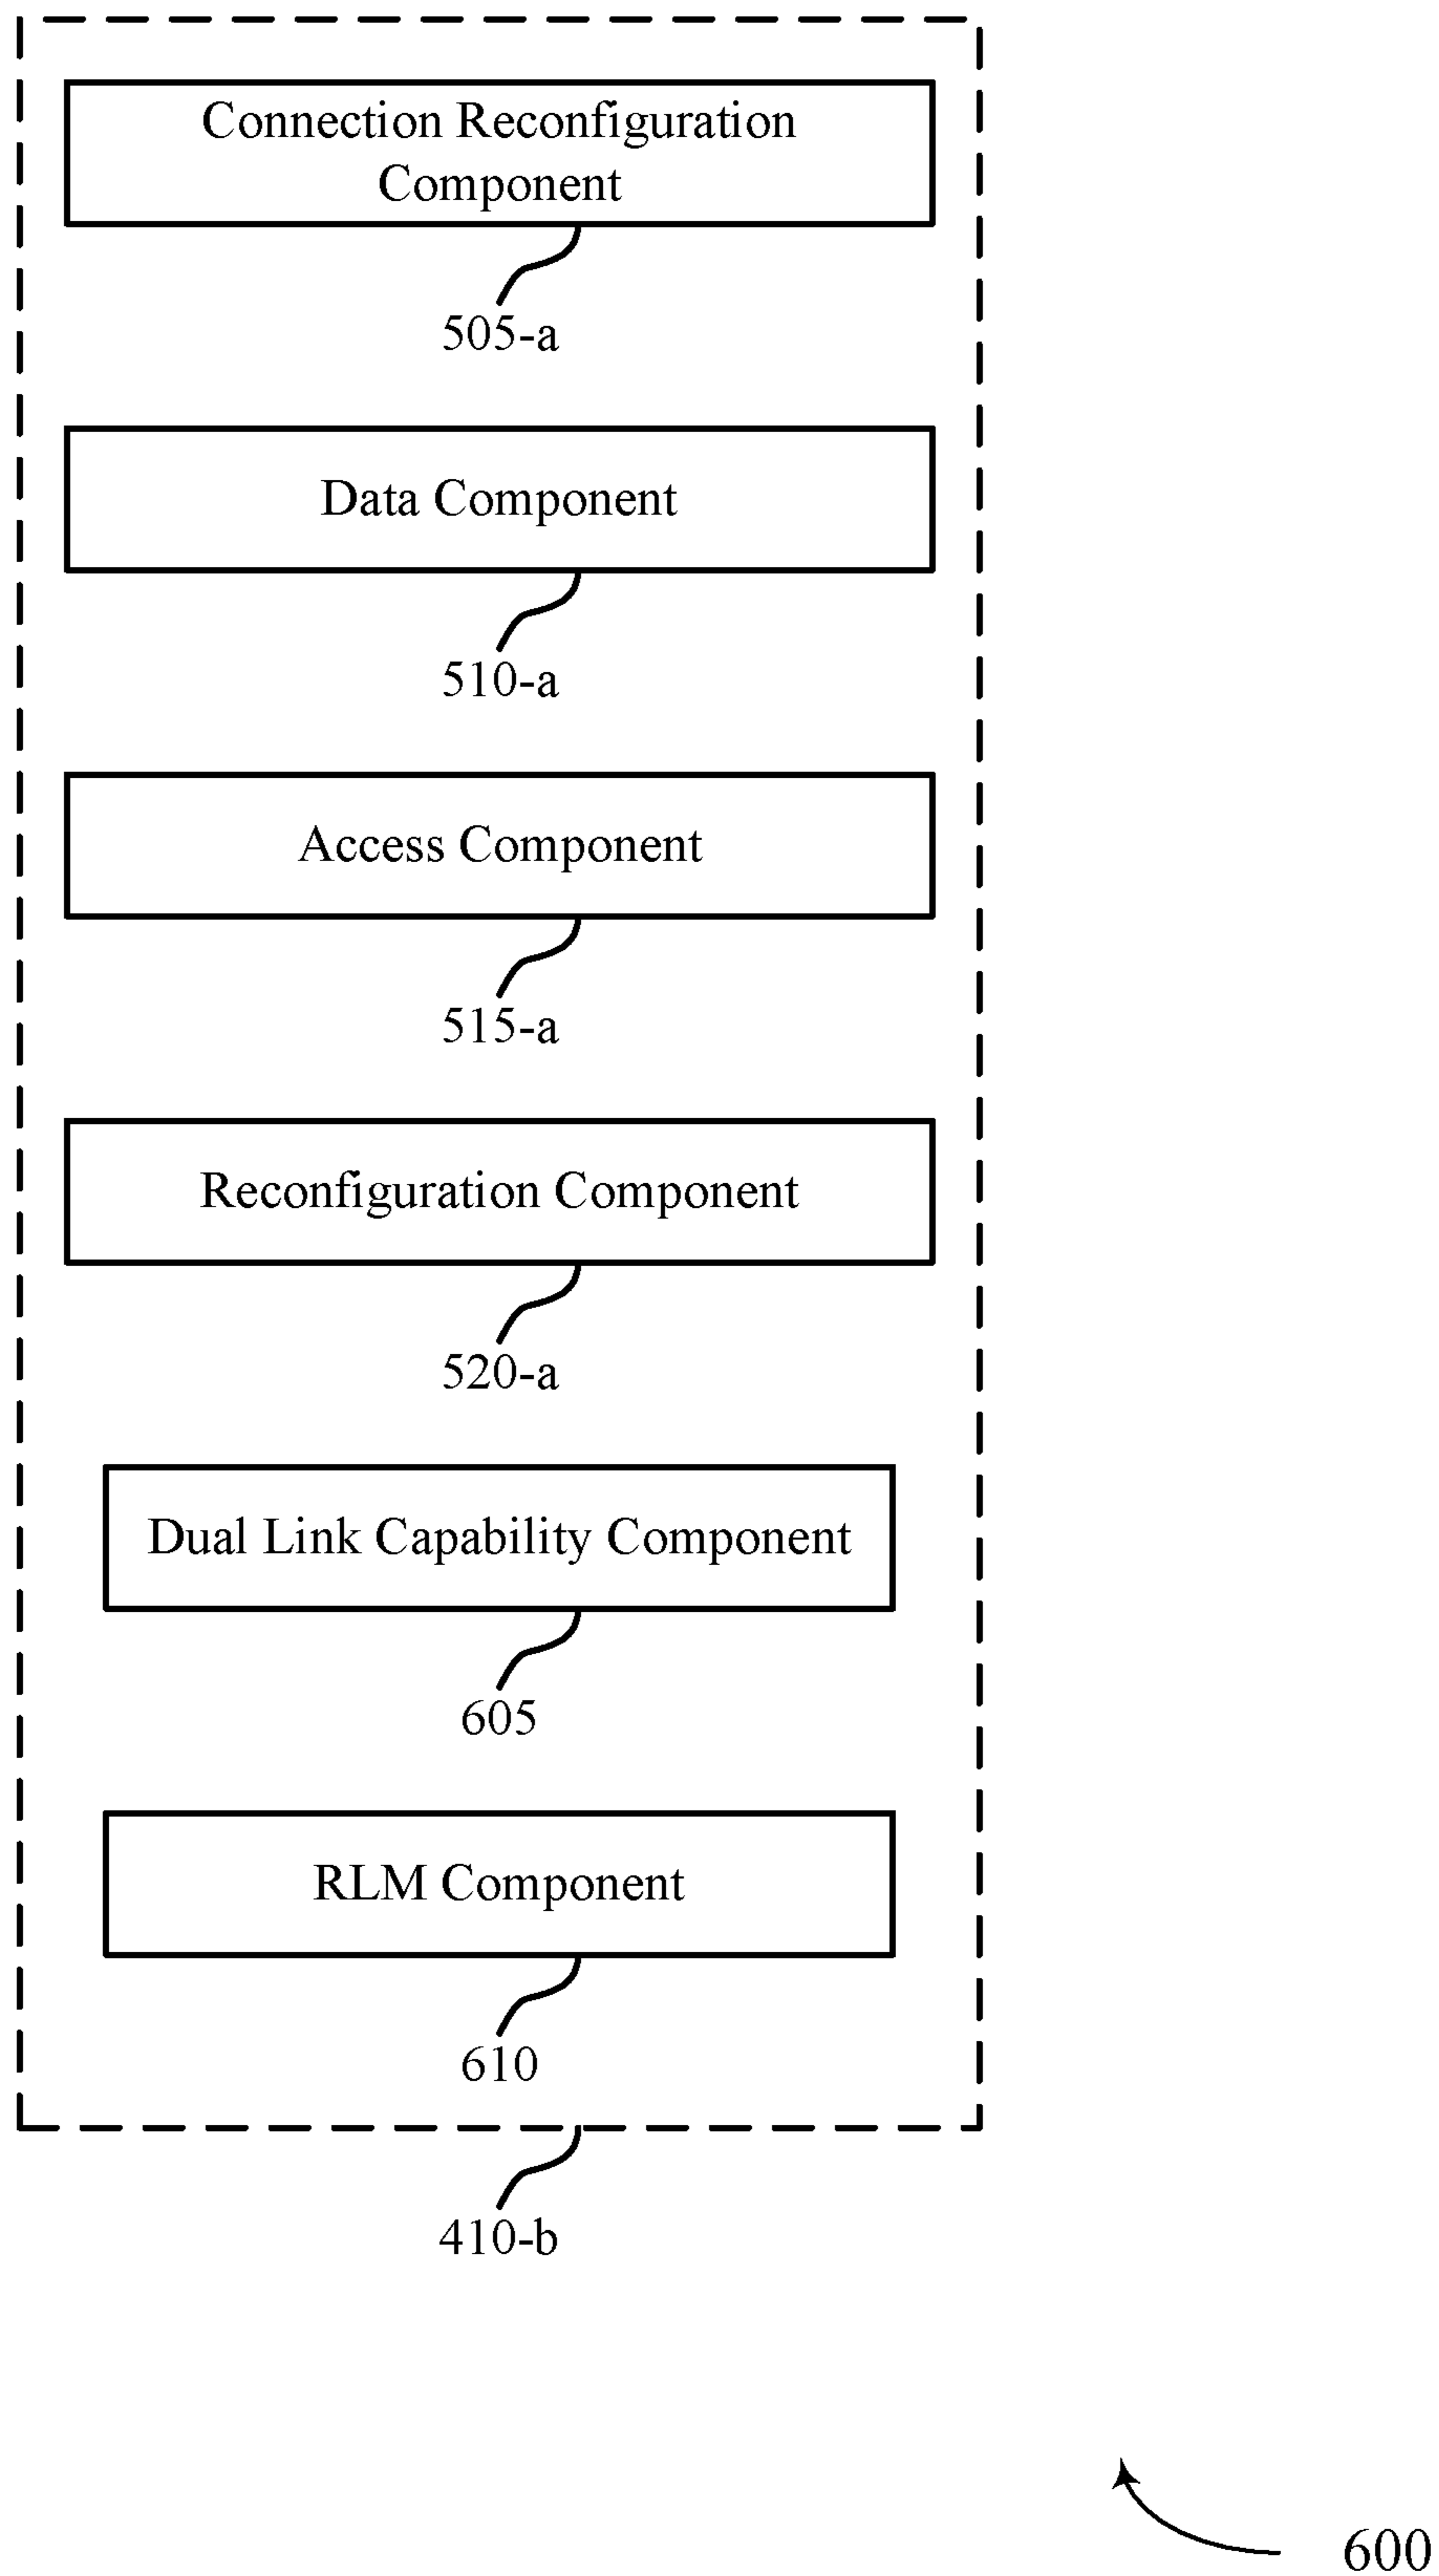 Connection Reconfiguration
Component
505-a
Data Component
510-a
Access Component
515-a
Reconfiguration Component
520-a
Dual Link Capability Component
605
RLM Component
610
410-b
600